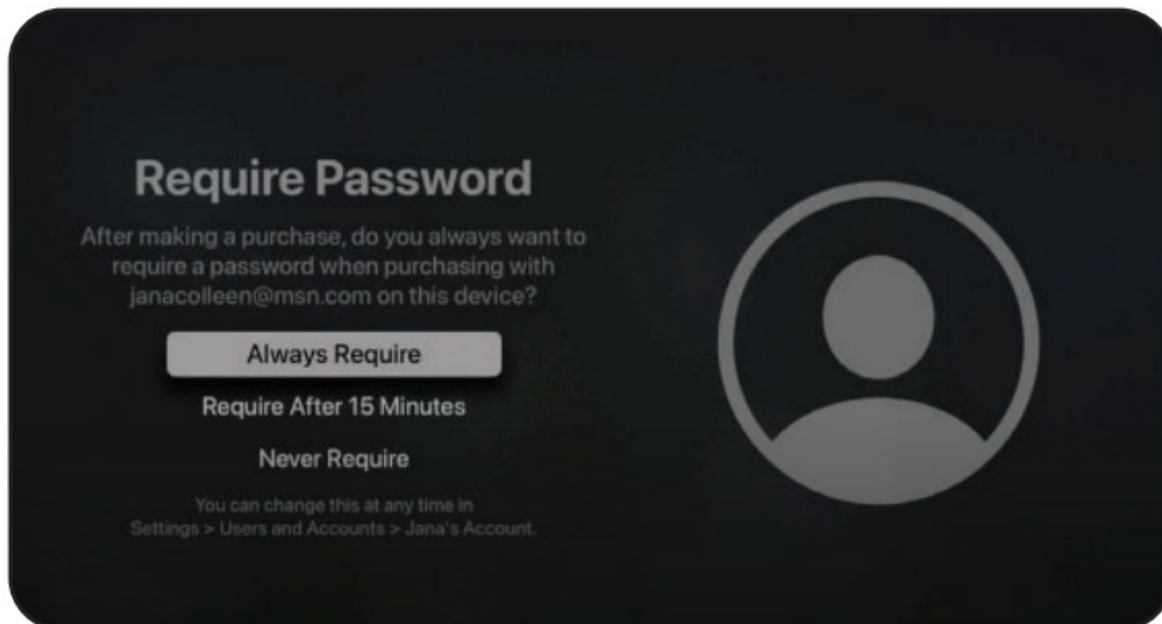 Require Password
After making a purchase, do you always want to
require a password when purchasing with
janacolleen@msn.com on this device?
Always Require
Require After 15 Minutes
Never Require
You can change this at any time in
Settings > Users and Accounts > Jana's Account.